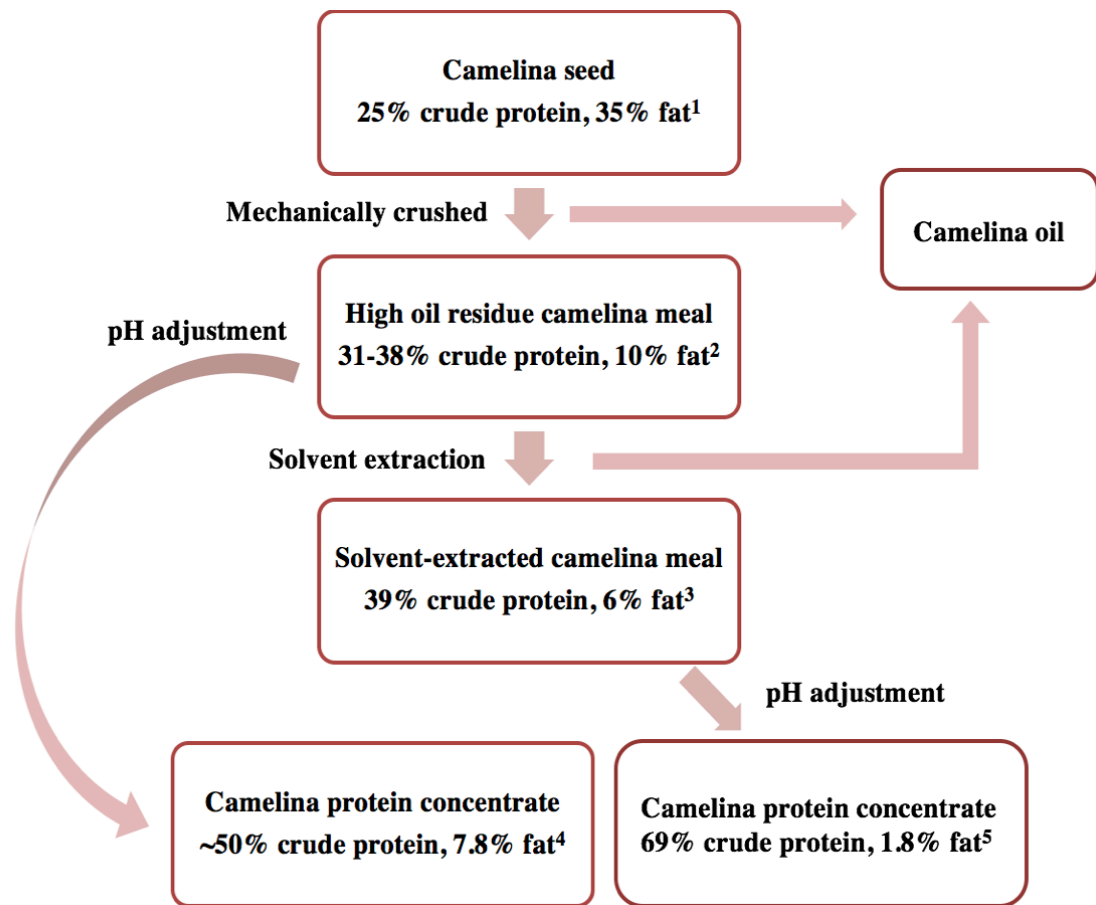 Camelina seed
25% crude protein, 35% fat1
Mechanically crushed
Camelina oil
High oil residue camelina meal
31-38% crude protein, 10% fat2
pH adjustment
Solvent extraction
Solvent-extracted camelina meal
39% crude protein, 6% fat3
pH adjustment
Camelina protein concentrate
~50% crude protein, 7.8% fat4
Camelina protein concentrate
69% crude protein, 1.8% fat5